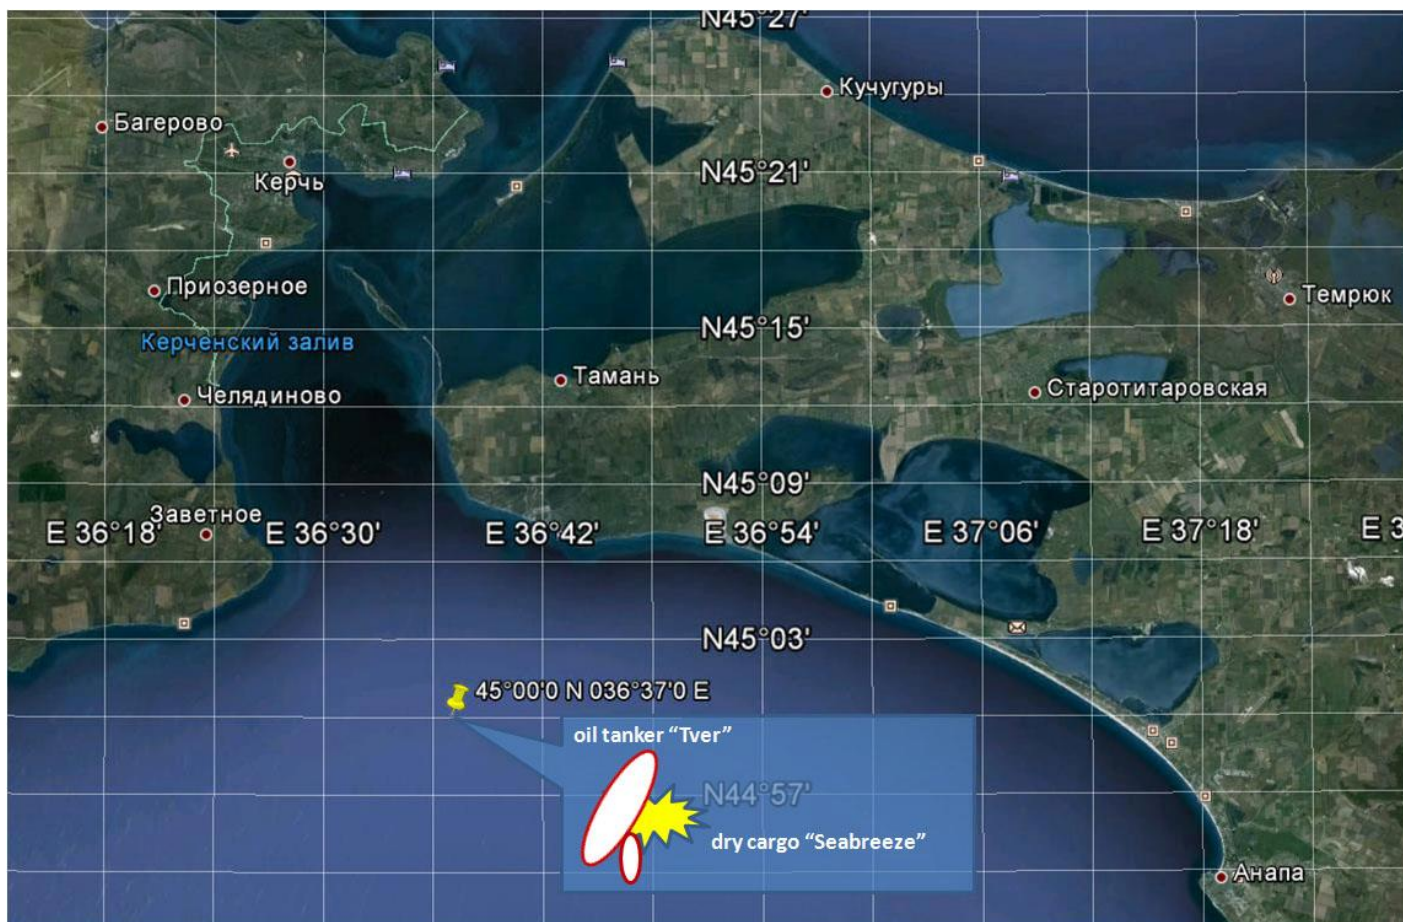 N45°27'
Кучугуры
Багерово
Керчь
N45°21'
Приозерное
Темрюк
Керченский залив
N45°15'
Тамань
Челядиново
Старотитаровская
N45°09'
Заветное
E 36°18'
E 36°30'
E 36°42'
E 36°54'
E 37°06'
E 37°18'
E 3
N45°03'
45°00'0 N 036°37'0 E
oil tanker “Tver”
N44°57'
dry cargo “Seabreeze”
Анапа